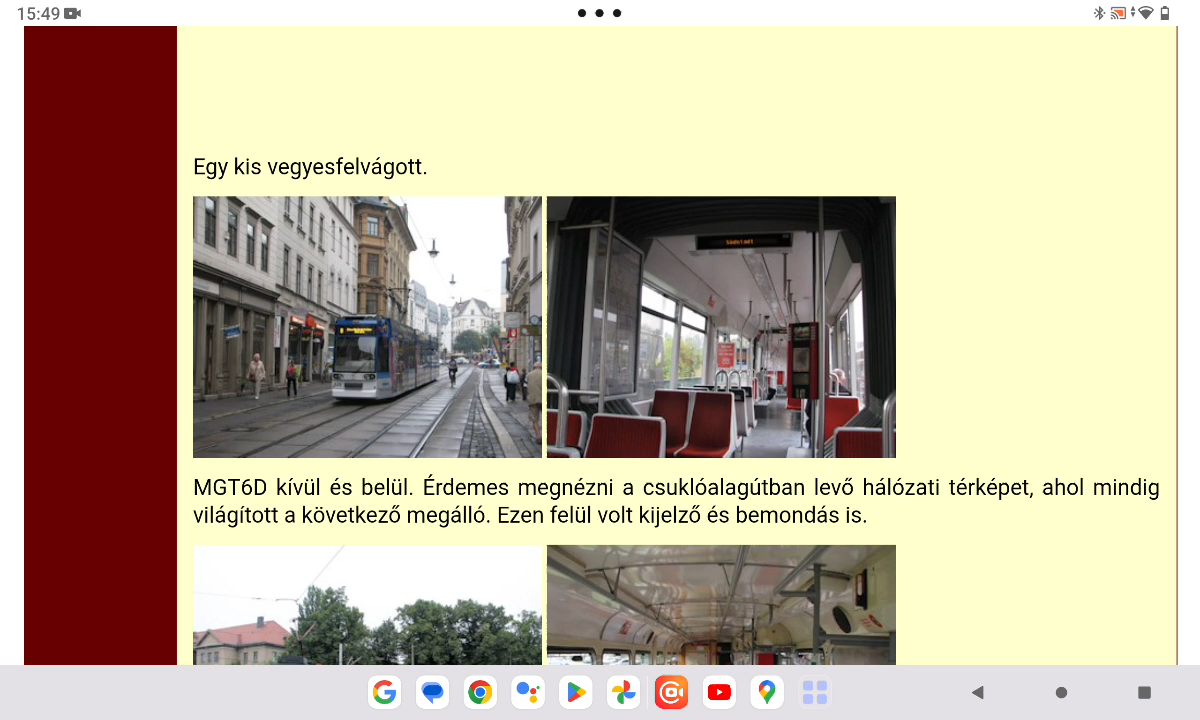 15:49
Egy kis vegyesfelvágott.
Südstadt
MGT6D kívül és belül. Érdemes megnézni a csuklóalagútban levő hálózati térképet, ahol mindig
világított a következő megálló. Ezen felül volt kijelző és bemondás is.